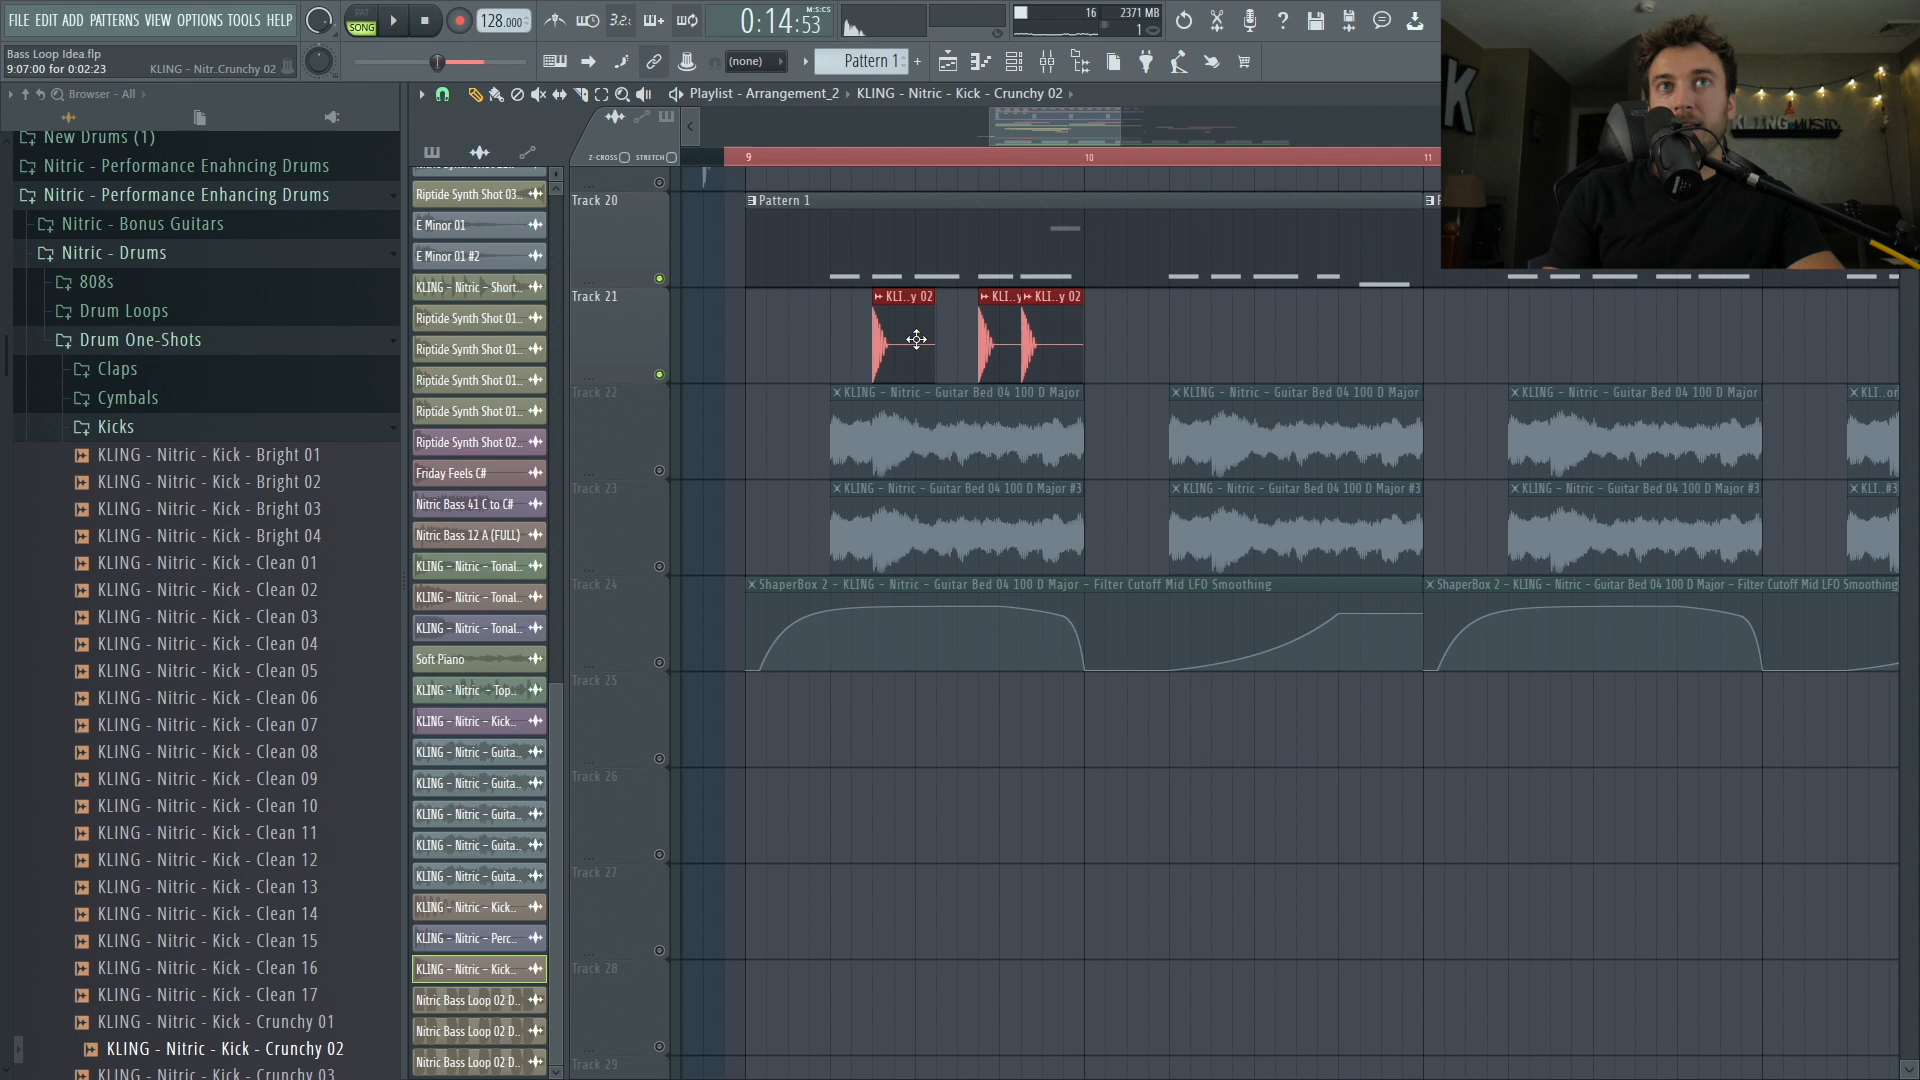 FILE EDIT ADD PATTERNS VIEW OPTIONS TOOLS HELP
PAT
SONG
128.000
3.2:
0:14:53
M:S:CS
16
2371 MB
1
Bass Loop Idea.flp
9:07:00 for 0:02:23
KLING - Nitr.Crunchy 02
(none)
Pattern 1
+
Browser - All
Playlist - Arrangement_2 › KLING - Nitric - Kick - Crunchy 02
Z-CROSS
STRETCH
9
10
11
New Drums (1)
Nitric - Performance Enahncing Drums
Nitric - Performance Enhancing Drums
Nitric - Bonus Guitars
Nitric - Drums
808s
Drum Loops
Drum One-Shots
Claps
Cymbals
Kicks
KLING - Nitric - Kick - Bright 01
KLING - Nitric - Kick - Bright 02
KLING - Nitric - Kick - Bright 03
KLING - Nitric - Kick - Bright 04
KLING - Nitric - Kick - Clean 01
KLING - Nitric - Kick - Clean 02
KLING - Nitric - Kick - Clean 03
KLING - Nitric - Kick - Clean 04
KLING - Nitric - Kick - Clean 05
KLING - Nitric - Kick - Clean 06
KLING - Nitric - Kick - Clean 07
KLING - Nitric - Kick - Clean 08
KLING - Nitric - Kick - Clean 09
KLING - Nitric - Kick - Clean 10
KLING - Nitric - Kick - Clean 11
KLING - Nitric - Kick - Clean 12
KLING - Nitric - Kick - Clean 13
KLING - Nitric - Kick - Clean 14
KLING - Nitric - Kick - Clean 15
KLING - Nitric - Kick - Clean 16
KLING - Nitric - Kick - Clean 17
KLING - Nitric - Kick - Crunchy 01
KLING - Nitric - Kick - Crunchy 02
KLING - Nitric - Kick - Crunchy 03
Riptide Synth Shot 03..
E Minor 01
E Minor 01 #2
KLING - Nitric - Short..
Riptide Synth Shot 01..
Riptide Synth Shot 01..
Riptide Synth Shot 01..
Riptide Synth Shot 01..
Riptide Synth Shot 02..
Friday Feels C#
Nitric Bass 41 C to C#
Nitric Bass 12 A (FULL)
KLING - Nitric - Tonal..
KLING - Nitric - Tonal..
KLING - Nitric - Tonal..
Soft Piano
KLING - Nitric - Top..
KLING - Nitric - Kick..
KLING - Nitric - Guita..
KLING - Nitric - Guita..
KLING - Nitric - Guita..
KLING - Nitric - Guita..
KLING - Nitric - Guita..
KLING - Nitric - Kick..
KLING - Nitric - Perc..
KLING - Nitric - Kick..
Nitric Bass Loop 02 D..
Nitric Bass Loop 02 D..
Nitric Bass Loop 02 D..
Track 20
Pattern 1
Track 21
KLI..y 02
KLI..y
KLI..y 02
Track 22
KLING - Nitric - Guitar Bed 04 100 D Major
KLING - Nitric - Guitar Bed 04 100 D Major
KLING - Nitric - Guitar Bed 04 100 D Major
KLI..or
Track 23
KLING - Nitric - Guitar Bed 04 100 D Major #3
KLING - Nitric - Guitar Bed 04 100 D Major #3
KLING - Nitric - Guitar Bed 04 100 D Major #3
KLI..#3
Track 24
ShaperBox 2 - KLING - Nitric - Guitar Bed 04 100 D Major - Filter Cutoff Mid LFO Smoothing
ShaperBox 2 - KLING - Nitric - Guitar Bed 04 100 D Major - Filter Cutoff Mid LFO Smoothing
Track 25
Track 26
Track 27
Track 28
Track 29
K
KLING MUSIC